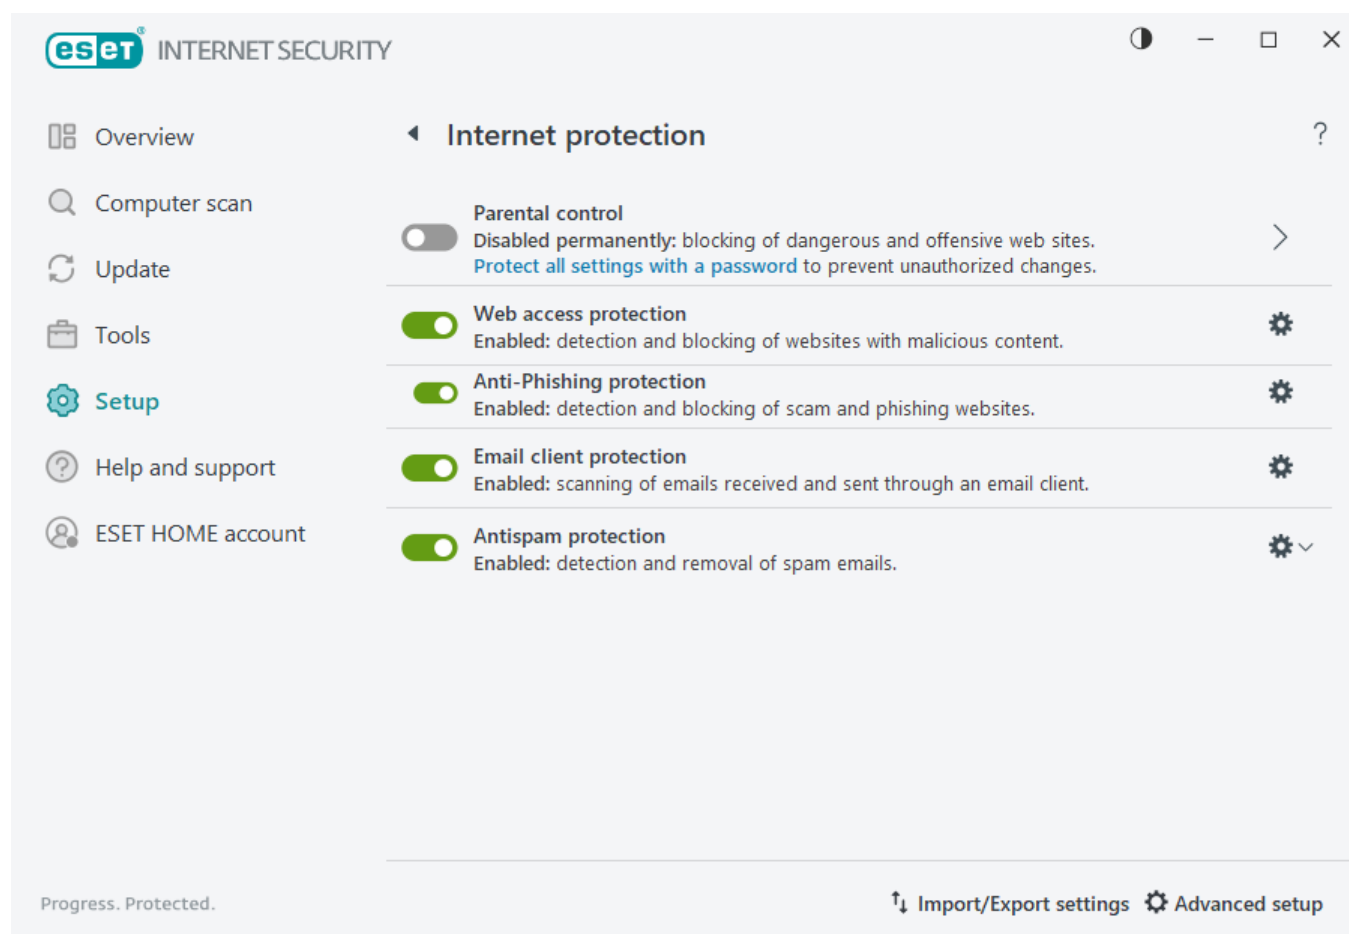 eset® INTERNET SECURITY
Overview
Computer scan
Update
Tools
Setup
Help and support
ESET HOME account
Internet protection
?
Parental control
Disabled permanently: blocking of dangerous and offensive web sites.
Protect all settings with a password to prevent unauthorized changes.
Web access protection
Enabled: detection and blocking of websites with malicious content.
Anti-Phishing protection
Enabled: detection and blocking of scam and phishing websites.
Email client protection
Enabled: scanning of emails received and sent through an email client.
Antispam protection
Enabled: detection and removal of spam emails.
Progress. Protected.
Import/Export settings Advanced setup